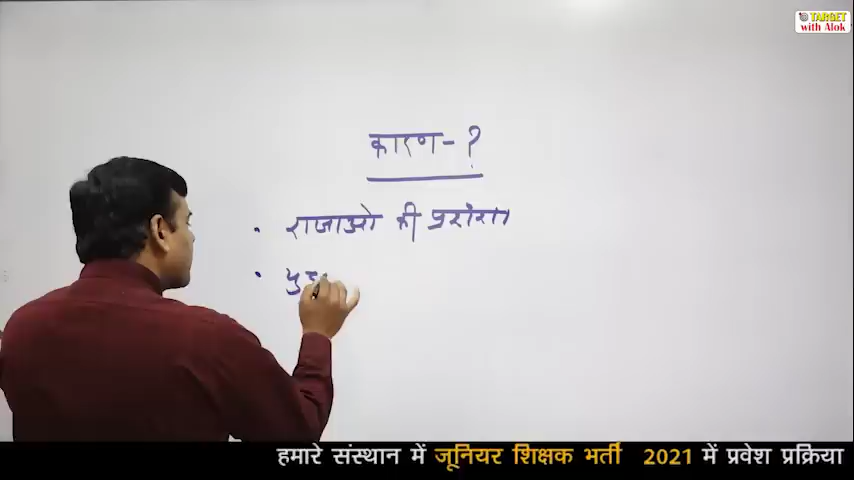 TARGET
with Alok
कारण - ?
• राजाओ की प्रशंसा
हमारे संस्थान में जूनियर शिक्षक भर्ती 2021 में प्रवेश प्रक्रिया